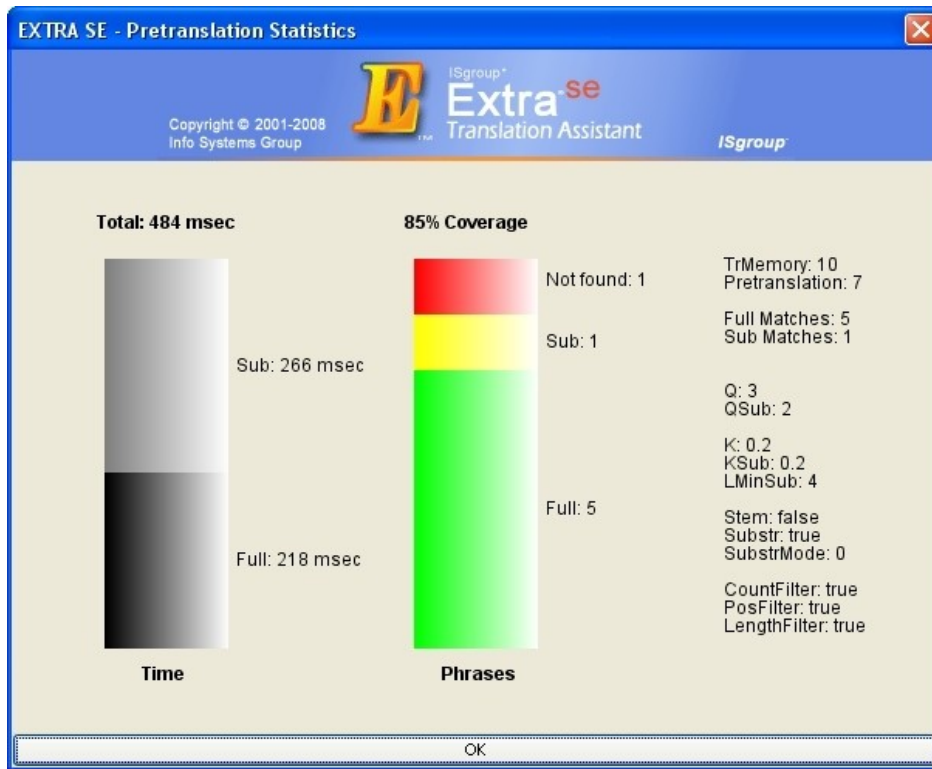 EXTRA SE - Pretranslation Statistics
Copyright © 2001-2008
Info Systems Group
E™
ISgroup
Extra-se
Translation Assistant
ISgroup
Total: 484 msec
Sub: 266 msec
Full: 218 msec
Time
85% Coverage
Not found: 1
Sub: 1
Full: 5
Phrases
TrMemory: 10
Pretranslation: 7
Full Matches: 5
Sub Matches: 1
Q: 3
QSub: 2
K: 0.2
KSub: 0.2
LMinSub: 4
Stem: false
Substr: true
SubstrMode: 0
CountFilter: true
PosFilter: true
LengthFilter: true
OK